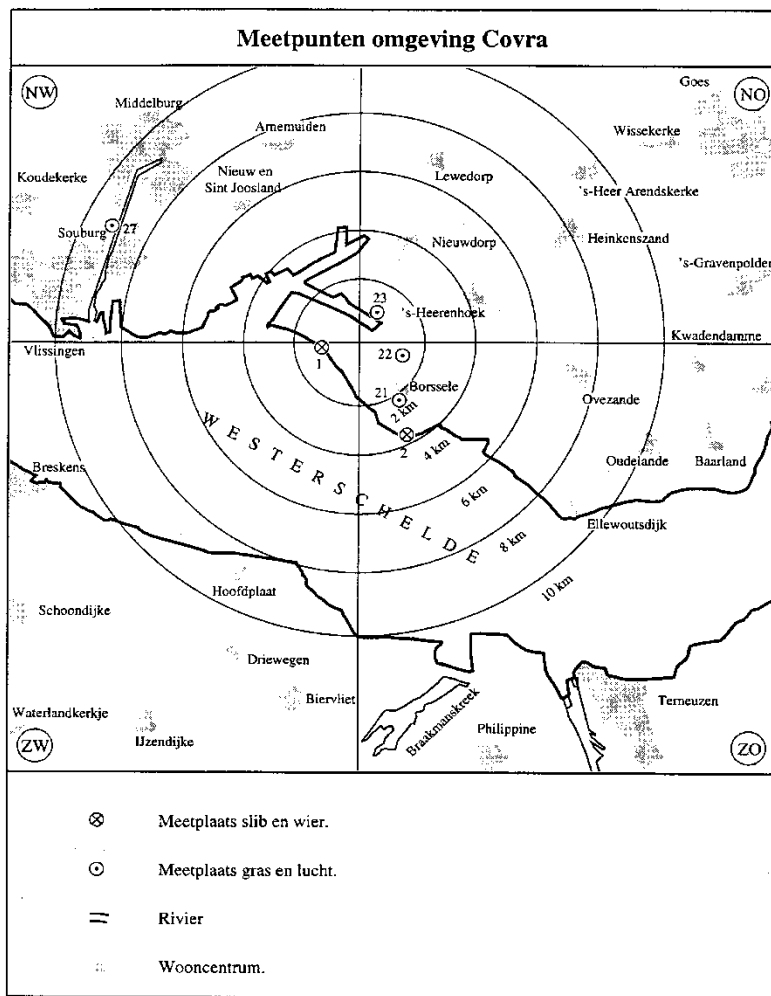 Meetpunten omgeving Covra
NW
NO
Goes
Middelburg
Arnemuiden
Wissekerke
Koudekerke
Nieuw en
Sint Joosland
Lewedorp
's-Heer Arendskerke
Souburg
27
Nieuwdorp
Heinkenszand
's-Gravenpolder
23
's-Heerenhoek
Vlissingen
1
22
Kwadendamme
21
Borssele
2 km
Ovezande
2
4 km
Breskens
WESTERSCHELDE
Oudelande
Baarland
6 km
Ellewoutsdijk
8 km
Hoofdplaat
10 km
Schoondijke
Driewegen
Biervliet
Terneuzen
Waterlandkerkje
IJzendijke
Braakmanskreek
Philippine
ZW
ZO
Meetplaats slib en wier.
Meetplaats gras en lucht.
Rivier
Wooncentrum.